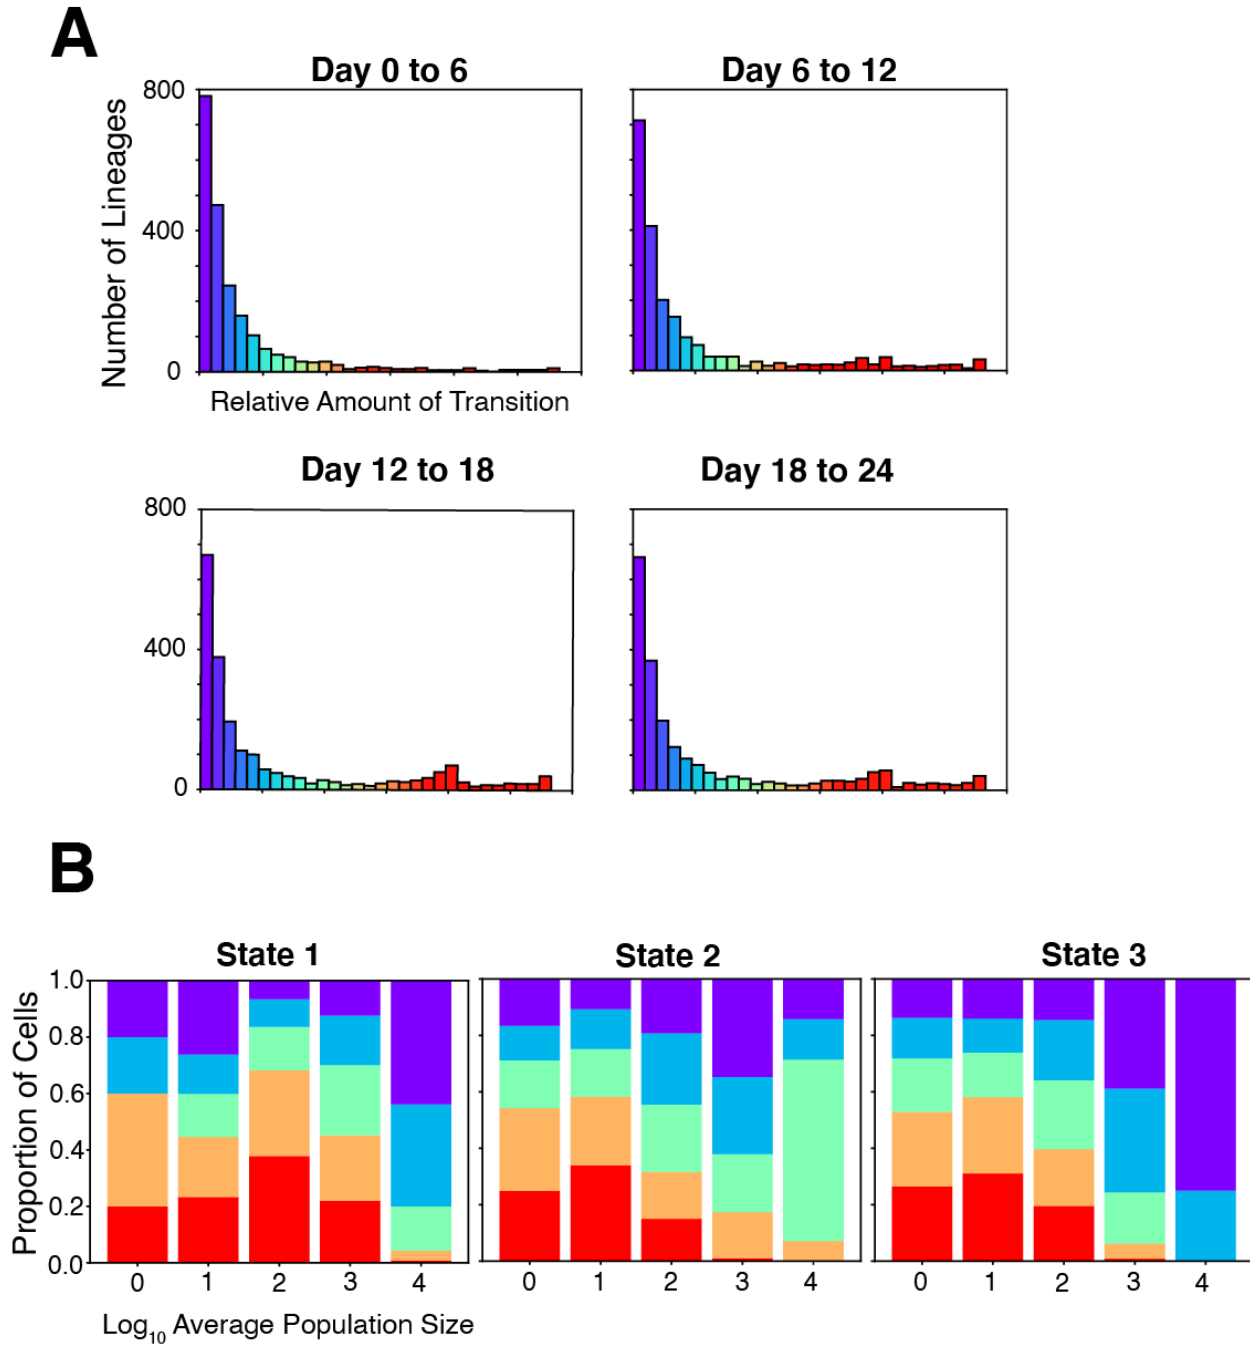 A
Day 0 to 6
Day 6 to 12
Number of Lineages
800
400
0
Relative Amount of Transition
Day 12 to 18
Day 18 to 24
800
400
0
B
State 1
State 2
State 3
Proportion of Cells
1.0
0.8
0.6
0.4
0.2
0.0
0 1 2 3 4
0 1 2 3 4
0 1 2 3 4
Log10 Average Population Size